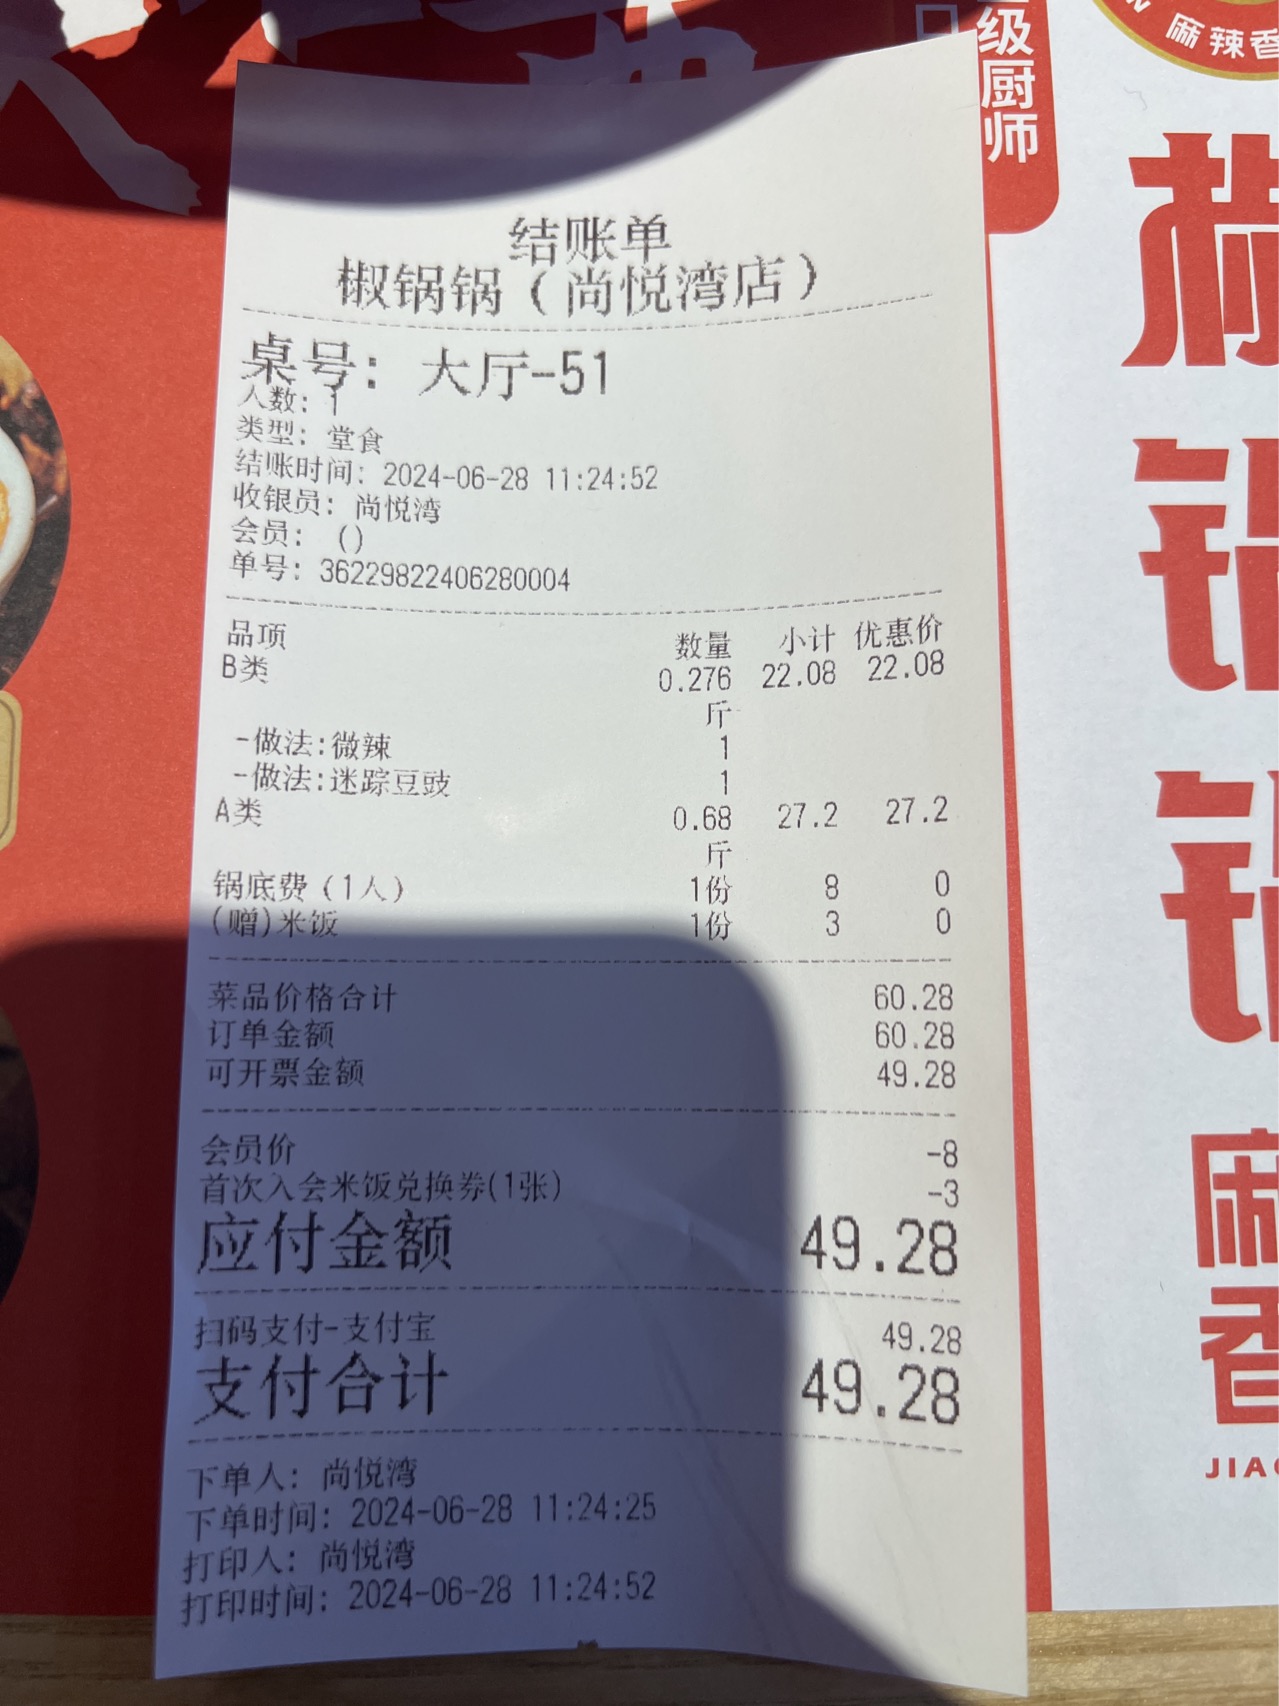 级厨师
麻辣香
结账单
椒锅锅（尚悦湾店）
桌号：大厅-51
人数：1
类型：堂食
结账时间：2024-06-28 11:24:52
收银员：尚悦湾
会员：()
单号：36229822406280004
品项 数量 小计 优惠价
B类 0.276 22.08 22.08
斤
-做法:微辣 1
-做法:迷踪豆豉 1
A类 0.68 27.2 27.2
斤
锅底费（1人） 1份 8 0
(赠)米饭 1份 3 0
菜品价格合计 60.28
订单金额 60.28
可开票金额 49.28
会员价 -8
首次入会米饭兑换券(1张) -3
应付金额 49.28
扫码支付-支付宝 49.28
支付合计 49.28
下单人：尚悦湾
下单时间：2024-06-28 11:24:25
打印人：尚悦湾
打印时间：2024-06-28 11:24:52